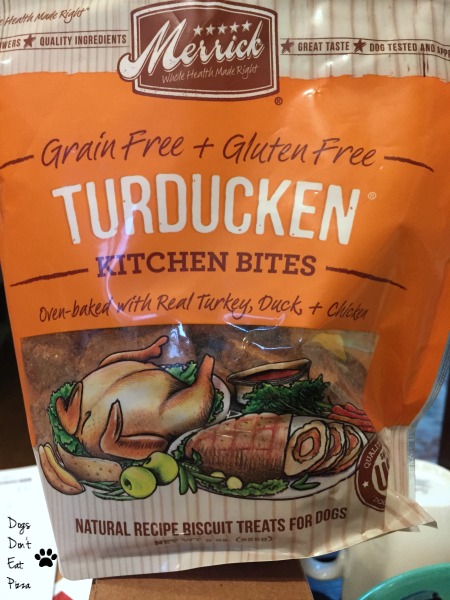 Health Made Right®
QUALITY INGREDIENTS
Merrick®
Whole Health Made Right
GREAT TASTE ★ DOG TESTED AND
Grain Free + Gluten Free
TURDUCKEN®
KITCHEN BITES
Oven-baked with Real Turkey, Duck, + Chicken
NATURAL RECIPE BISCUIT TREATS FOR DOGS
NET WT
Dogs
Don't
Eat
Pizza